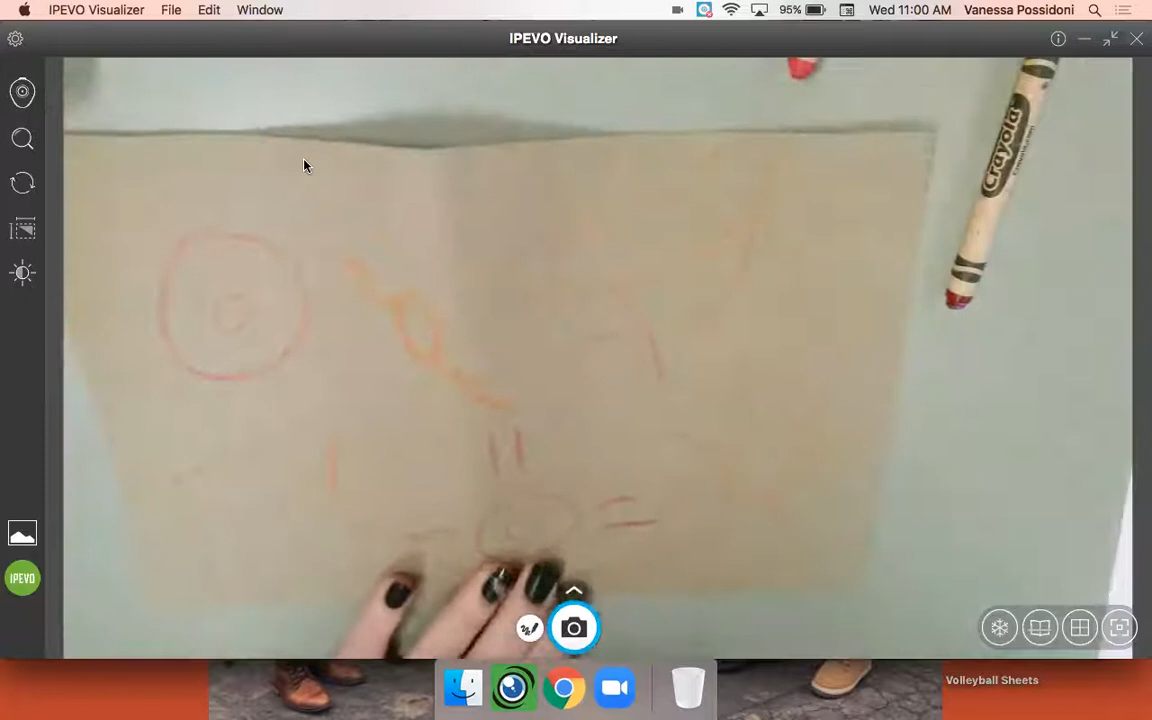 IPEVO Visualizer File Edit Window 95% Wed 11:00 AM Vanessa Possidoni
IPEVO Visualizer
Crayola
IPEVO
Volleyball Sheets